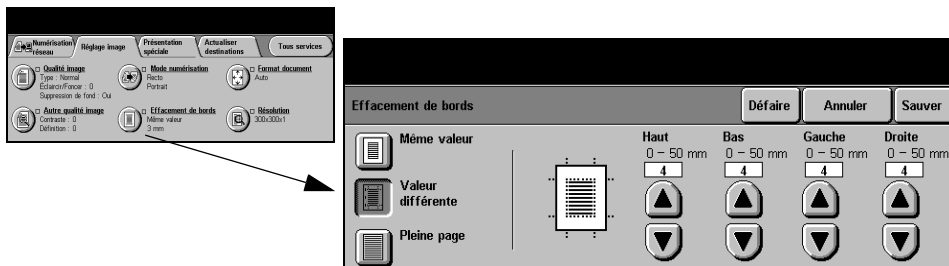 Numérisation réseau
Réglage image
Présentation spéciale
Actualiser destinations
Tous services
Qualité image
Type : Normal
Eclaircir/Foncer : 0
Suppression de fond : Oui
Mode numérisation
Recto
Portrait
Format document
Auto
Autre qualité image
Contraste : 0
Définition : 0
Effacement de bords
Même valeur
3 mm
Résolution
300x300x1
Effacement de bords
Défaire
Annuler
Sauver
Même valeur
Valeur
différente
Pleine page
Haut
0 – 50 mm
4
Bas
0 – 50 mm
4
Gauche
0 – 50 mm
4
Droite
0 – 50 mm
4